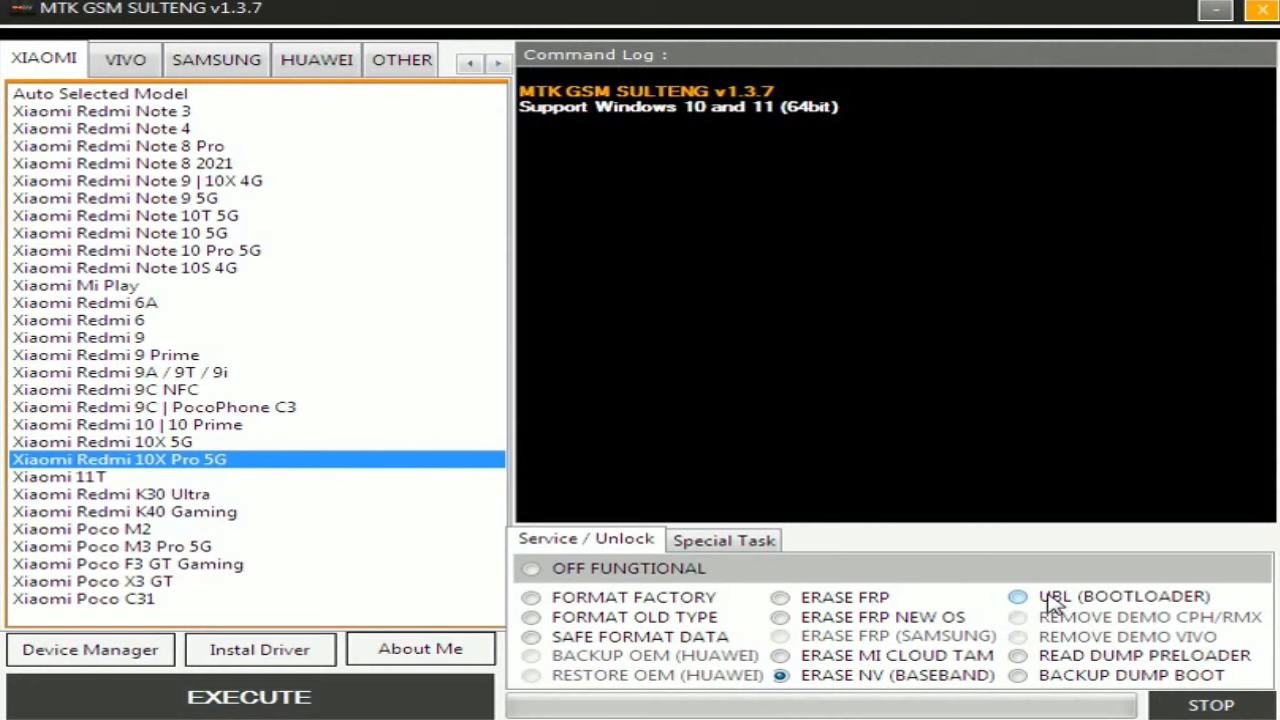 MTK GSM SULTENG v1.3.7
XIAOMI VIVO SAMSUNG HUAWEI OTHER
Auto Selected Model
Xiaomi Redmi Note 3
Xiaomi Redmi Note 4
Xiaomi Redmi Note 8 Pro
Xiaomi Redmi Note 8 2021
Xiaomi Redmi Note 9 | 10X 4G
Xiaomi Redmi Note 9 5G
Xiaomi Redmi Note 10T 5G
Xiaomi Redmi Note 10 5G
Xiaomi Redmi Note 10 Pro 5G
Xiaomi Redmi Note 10S 4G
Xiaomi Mi Play
Xiaomi Redmi 6A
Xiaomi Redmi 6
Xiaomi Redmi 9
Xiaomi Redmi 9 Prime
Xiaomi Redmi 9A / 9T / 9i
Xiaomi Redmi 9C NFC
Xiaomi Redmi 9C | PocoPhone C3
Xiaomi Redmi 10 | 10 Prime
Xiaomi Redmi 10X 5G
Xiaomi Redmi 10X Pro 5G
Xiaomi 11T
Xiaomi Redmi K30 Ultra
Xiaomi Redmi K40 Gaming
Xiaomi Poco M2
Xiaomi Poco M3 Pro 5G
Xiaomi Poco F3 GT Gaming
Xiaomi Poco X3 GT
Xiaomi Poco C31
Device Manager Instal Driver About Me
EXECUTE
Command Log :
MTK GSM SULTENG v1.3.7
Support Windows 10 and 11 (64bit)
Service / Unlock Special Task
OFF FUNGTIONAL
FORMAT FACTORY ERASE FRP UBL (BOOTLOADER)
FORMAT OLD TYPE ERASE FRP NEW OS REMOVE DEMO CPH/RMX
SAFE FORMAT DATA ERASE FRP (SAMSUNG) REMOVE DEMO VIVO
BACKUP OEM (HUAWEI) ERASE MI CLOUD TAM READ DUMP PRELOADER
RESTORE OEM (HUAWEI) ERASE NV (BASEBAND) BACKUP DUMP BOOT
STOP